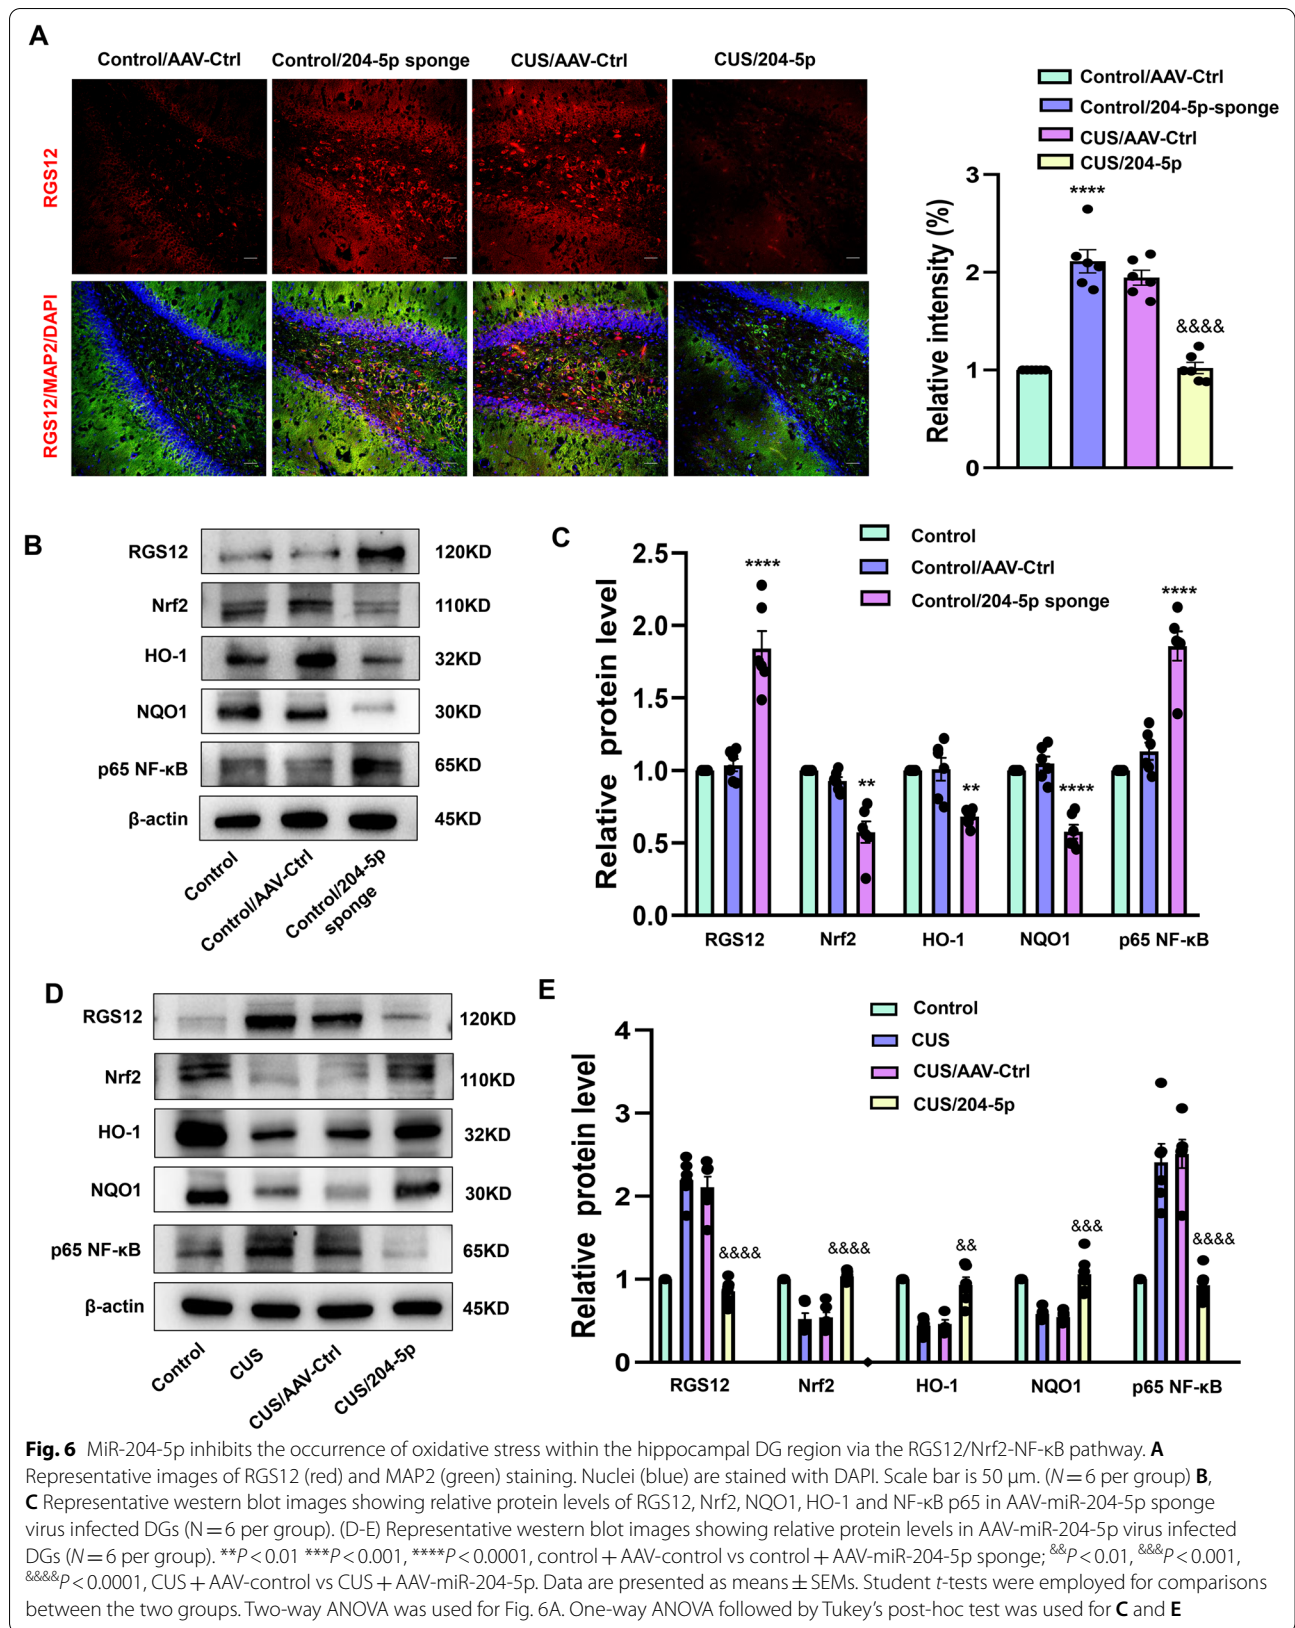 A
Control/AAV-Ctrl
Control/204-5p sponge
CUS/AAV-Ctrl
CUS/204-5p
RGS12
RGS12/MAP2/DAPI
Control/AAV-Ctrl
Control/204-5p-sponge
CUS/AAV-Ctrl
CUS/204-5p
Relative intensity (%)
3
2
1
0
****
&&&&
B
RGS12
120KD
Nrf2
110KD
HO-1
32KD
NQO1
30KD
p65 NF-κB
65KD
β-actin
45KD
Control
Control/AAV-Ctrl
Control/204-5p
sponge
C
Control
Control/AAV-Ctrl
Control/204-5p sponge
Relative protein level
2.5
2.0
1.5
1.0
0.5
0.0
****
**
**
****
****
RGS12
Nrf2
HO-1
NQO1
p65 NF-κB
D
RGS12
120KD
Nrf2
110KD
HO-1
32KD
NQO1
30KD
p65 NF-κB
65KD
β-actin
45KD
Control
CUS
CUS/AAV-Ctrl
CUS/204-5p
E
Control
CUS
CUS/AAV-Ctrl
CUS/204-5p
Relative protein level
4
3
2
1
0
&&&&
&&&&
&&
&&&
&&&&
RGS12
Nrf2
HO-1
NQO1
p65 NF-κB
Fig. 6 MiR-204-5p inhibits the occurrence of oxidative stress within the hippocampal DG region via the RGS12/Nrf2-NF-κB pathway. A
Representative images of RGS12 (red) and MAP2 (green) staining. Nuclei (blue) are stained with DAPI. Scale bar is 50 μm. (N = 6 per group) B,
C Representative western blot images showing relative protein levels of RGS12, Nrf2, NQO1, HO-1 and NF-κB p65 in AAV-miR-204-5p sponge
virus infected DGs (N = 6 per group). (D-E) Representative western blot images showing relative protein levels in AAV-miR-204-5p virus infected
DGs (N = 6 per group). **P < 0.01 ***P < 0.001, ****P < 0.0001, control + AAV-control vs control + AAV-miR-204-5p sponge; &&P < 0.01, &&&P < 0.001,
&&&&P < 0.0001, CUS + AAV-control vs CUS + AAV-miR-204-5p. Data are presented as means ± SEMs. Student t-tests were employed for comparisons
between the two groups. Two-way ANOVA was used for Fig. 6A. One-way ANOVA followed by Tukey's post-hoc test was used for C and E